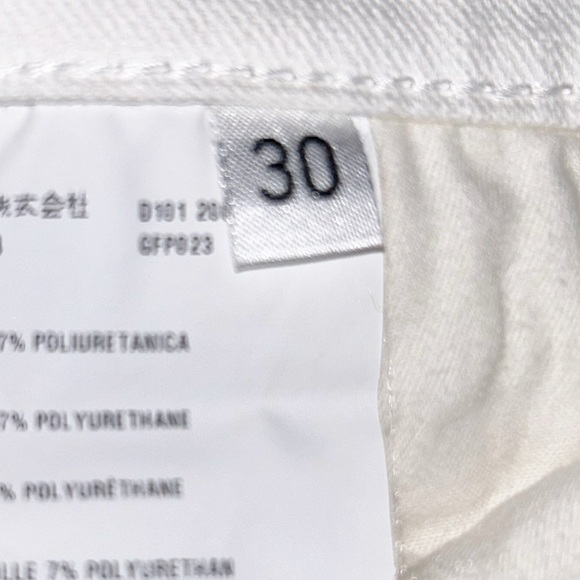 30
式会社
D101 20
GFP023
7% POLIURETANICA
7% POLYURETHANE
% POLYURETHANE
LLE 7% POLYURETHAN